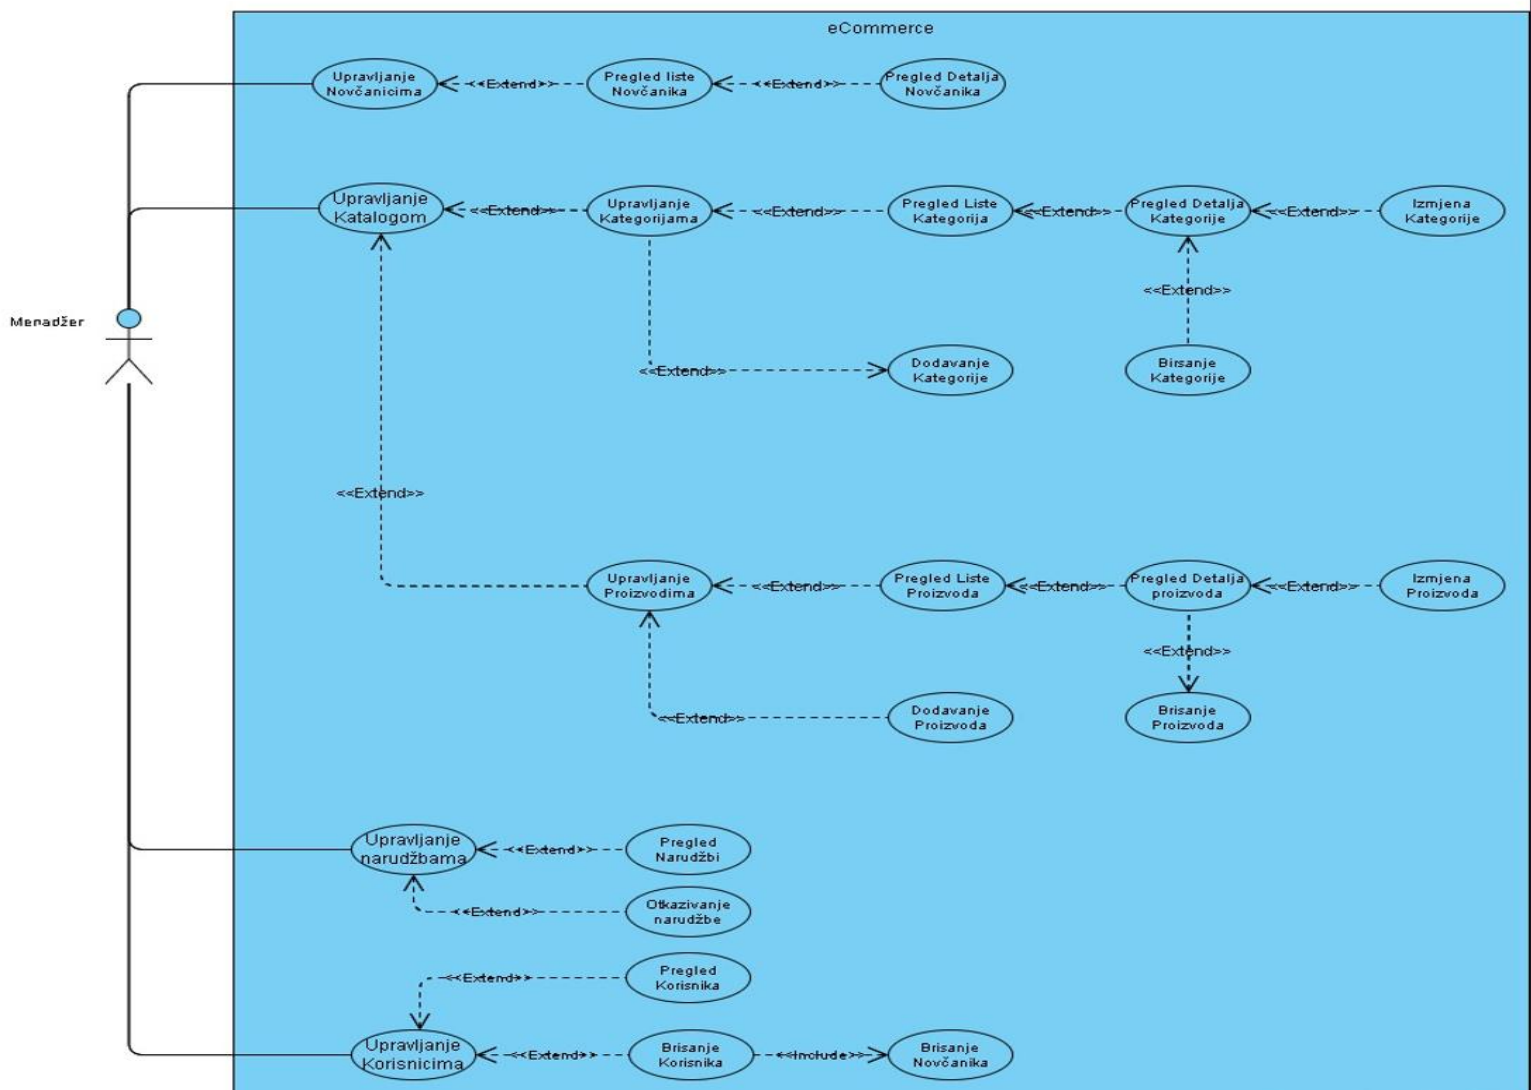 eCommerce
Upravljanje
Novčanicima
<<Extend>>
Pregled liste
Novčanika
<<Extend>>
Pregled Detalja
Novčanika
Upravljanje
Katalogom
<<Extend>>
Upravljanje
Kategorijama
<<Extend>>
Pregled Liste
Kategorija
<<Extend>>
Pregled Detalja
Kategorije
<<Extend>>
Izmjena
Kategorije
<<Extend>>
Menadžer
<<Extend>>
Dodavanje
Kategorije
Birsanje
Kategorije
<<Extend>>
Upravljanje
Proizvodima
<<Extend>>
Pregled Liste
Proizvoda
<<Extend>>
Pregled Detalja
proizvoda
<<Extend>>
Izmjena
Proizvoda
<<Extend>>
<<Extend>>
Dodavanje
Proizvoda
Brisanje
Proizvoda
Upravljanje
narudžbama
<<Extend>>
Pregled
Narudžbi
<<Extend>>
Otkazivanje
narudžbe
<<Extend>>
Pregled
Korisnika
Upravljanje
Korisnicima
<<Extend>>
Brisanje
Korisnika
<<Include>>
Brisanje
Novčanika